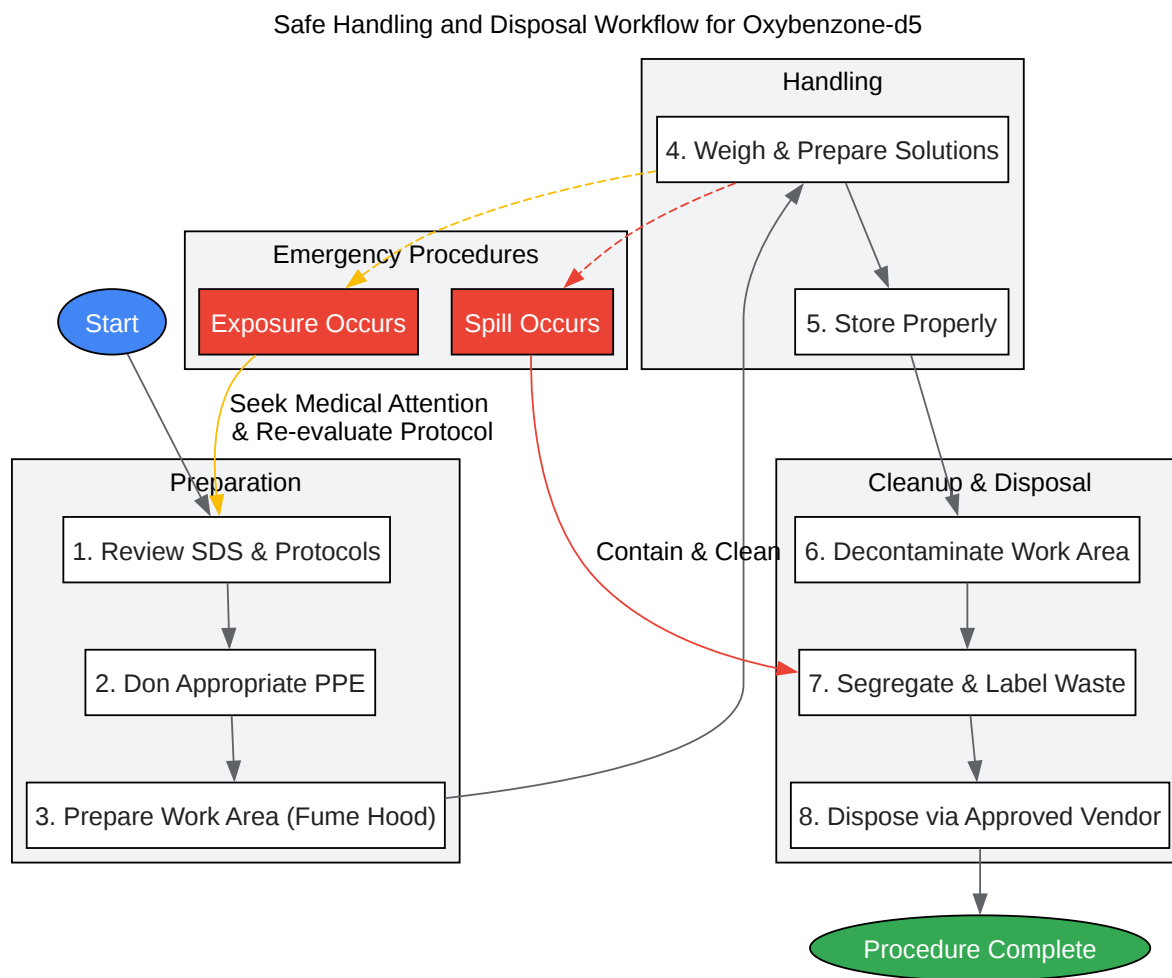 Safe Handling and Disposal Workflow for Oxybenzone-d5
Handling
4. Weigh & Prepare Solutions
Emergency Procedures
Start
Exposure Occurs
Spill Occurs
5. Store Properly
Seek Medical Attention
& Re-evaluate Protocol
Preparation
Cleanup & Disposal
1. Review SDS & Protocols
Contain & Clean
6. Decontaminate Work Area
2. Don Appropriate PPE
7. Segregate & Label Waste
3. Prepare Work Area (Fume Hood)
8. Dispose via Approved Vendor
Procedure Complete